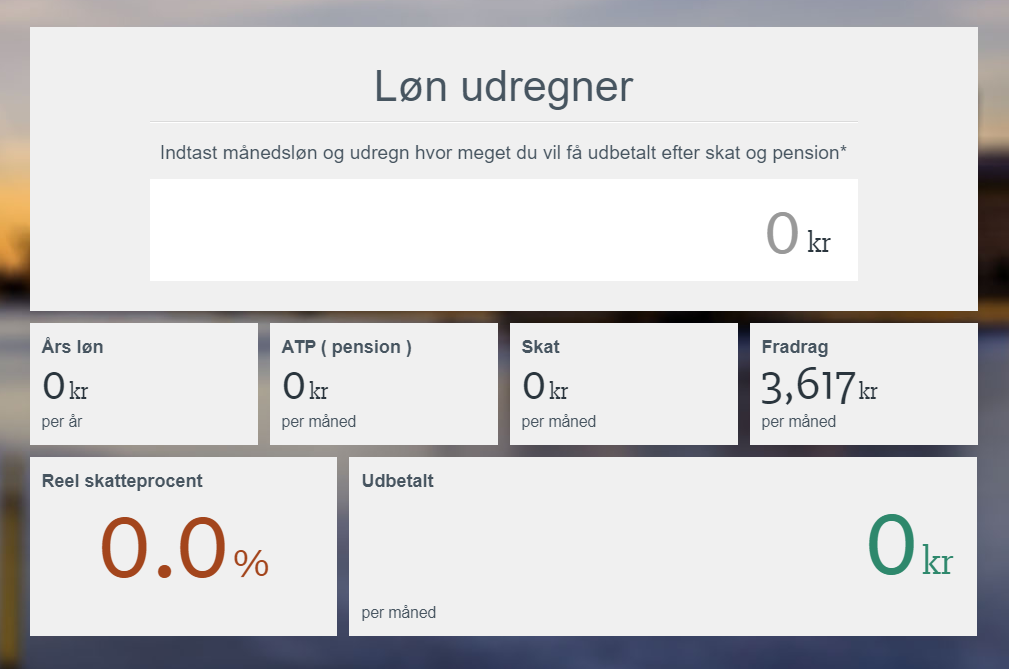 Løn udregner
Indtast månedsløn og udregn hvor meget du vil få udbetalt efter skat og pension*
0 kr
Års løn
0 kr
per år
ATP ( pension )
0 kr
per måned
Skat
0 kr
per måned
Fradrag
3,617 kr
per måned
Reel skatteprocent
0.0 %
Udbetalt
0 kr
per måned